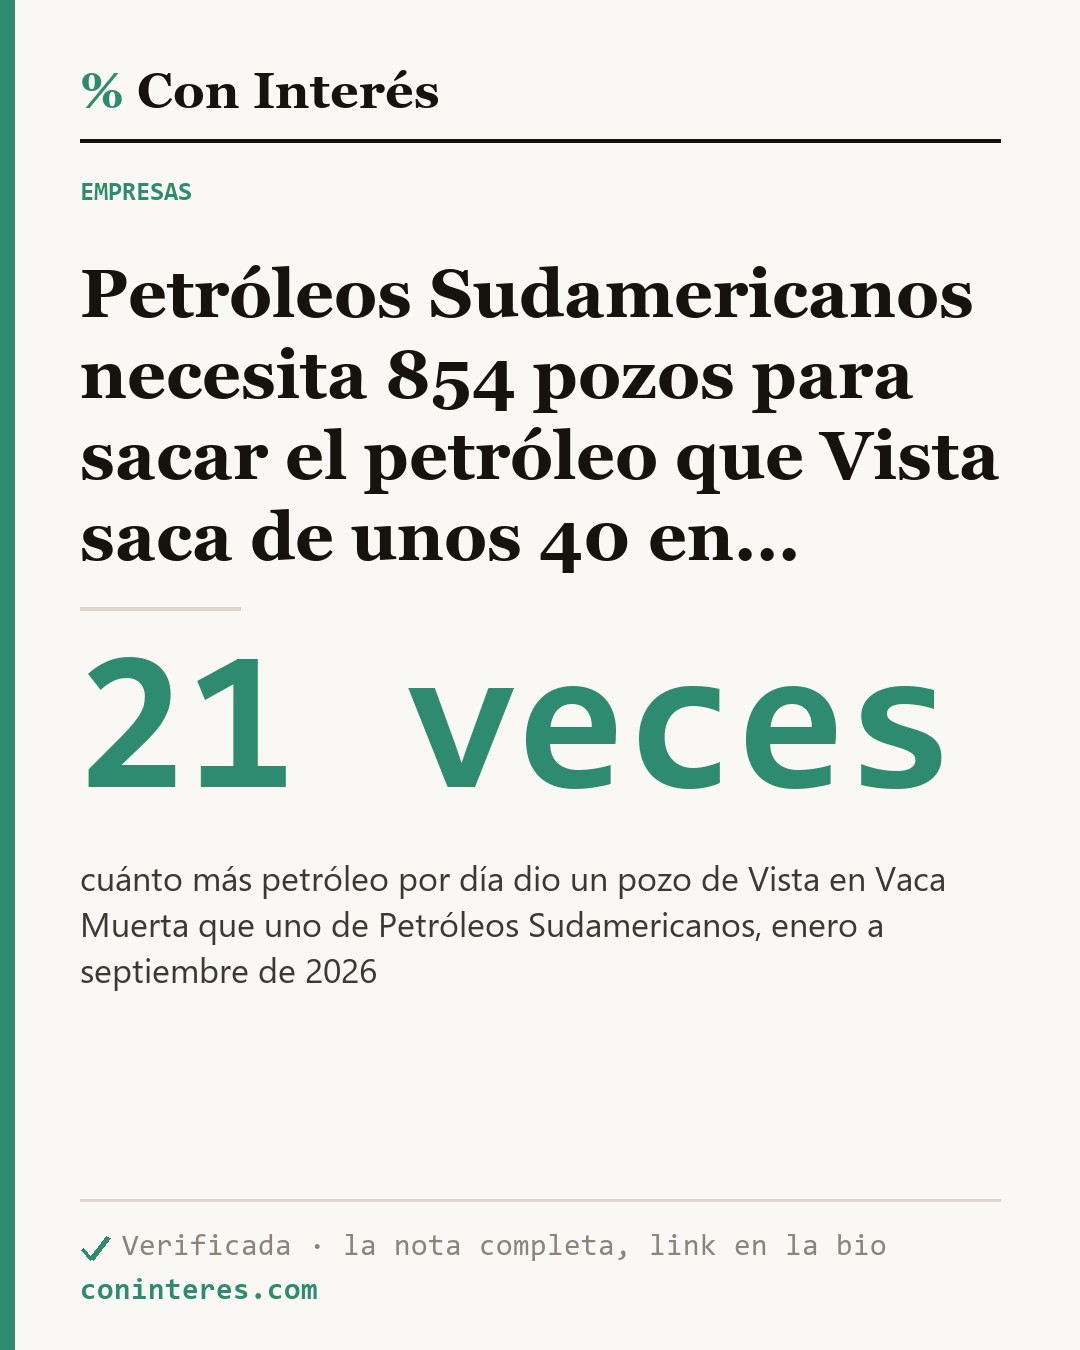 % Con Interés
EMPRESAS
Petróleos Sudamericanos
necesita 854 pozos para
sacar el petróleo que Vista
saca de unos 40 en...
21 veces
cuánto más petróleo por día dio un pozo de Vista en Vaca
Muerta que uno de Petróleos Sudamericanos, enero a
septiembre de 2026
✓ Verificada · la nota completa, link en la bio
coninteres.com